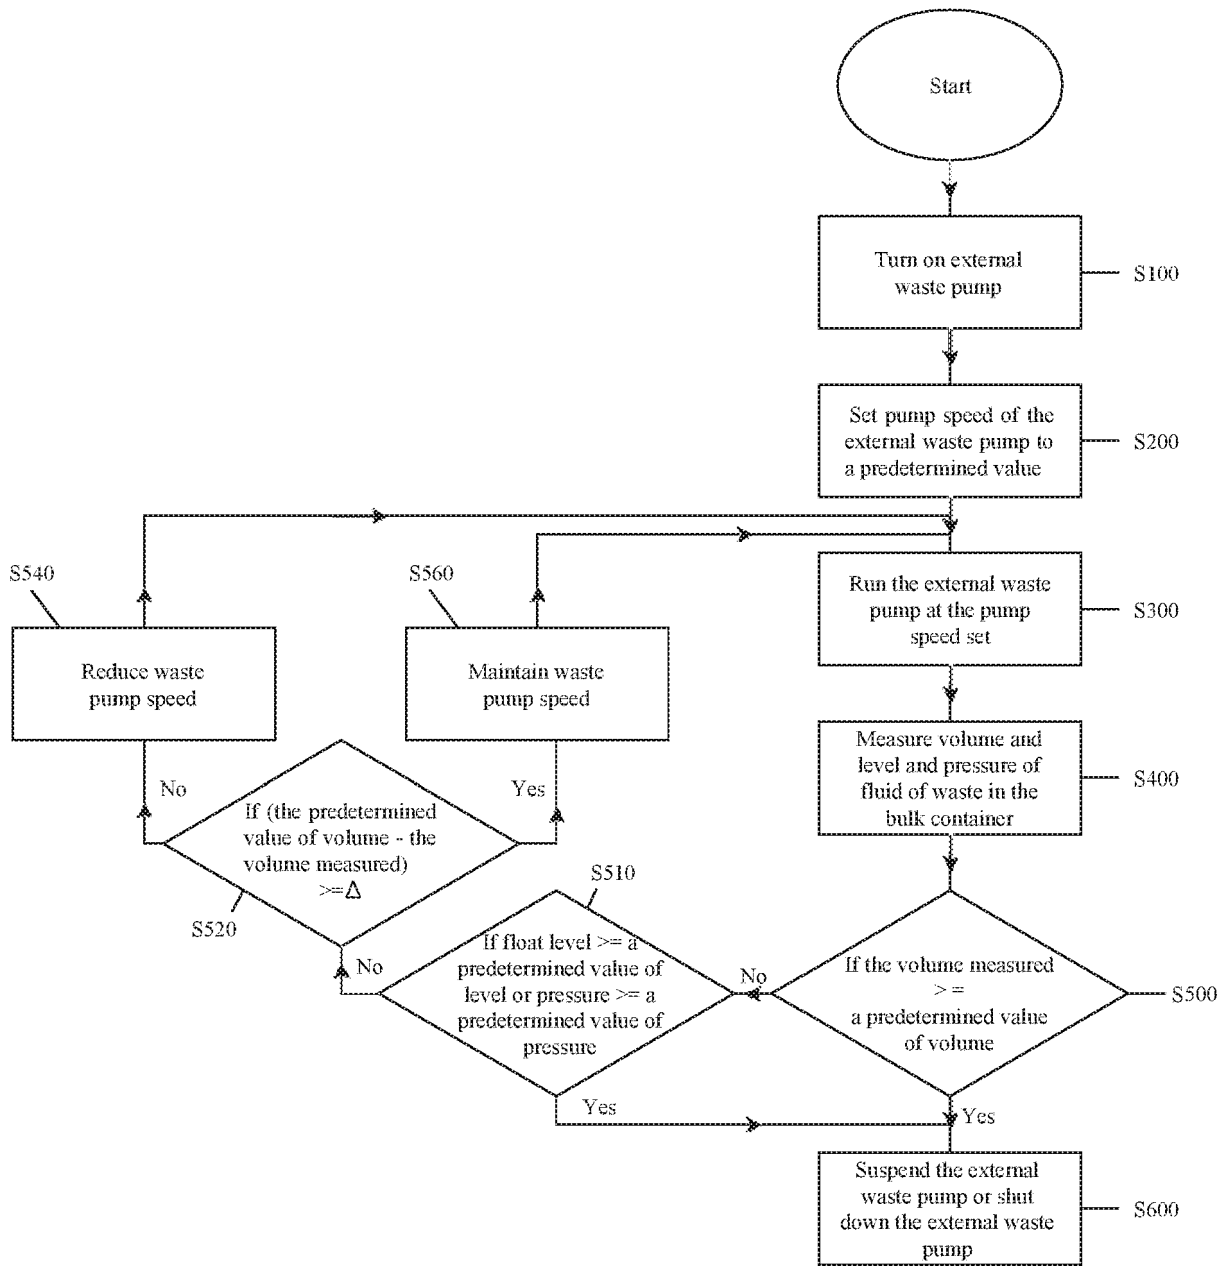 Start
Turn on external
waste pump
S100
Set pump speed of the
external waste pump to
a predetermined value
S200
S540
S560
Run the external waste
pump at the pump
speed set
S300
Reduce waste
pump speed
Maintain waste
pump speed
Measure volume and
level and pressure of
fluid of waste in the
bulk container
S400
No
Yes
If (the predetermined
value of volume - the
volume measured)
>=Δ
S520
S510
If float level >= a
predetermined value of
level or pressure >= a
predetermined value of
pressure
No
No
If the volume measured
> =
a predetermined value
of volume
S500
Yes
Yes
Suspend the external
waste pump or shut
down the external waste
pump
S600